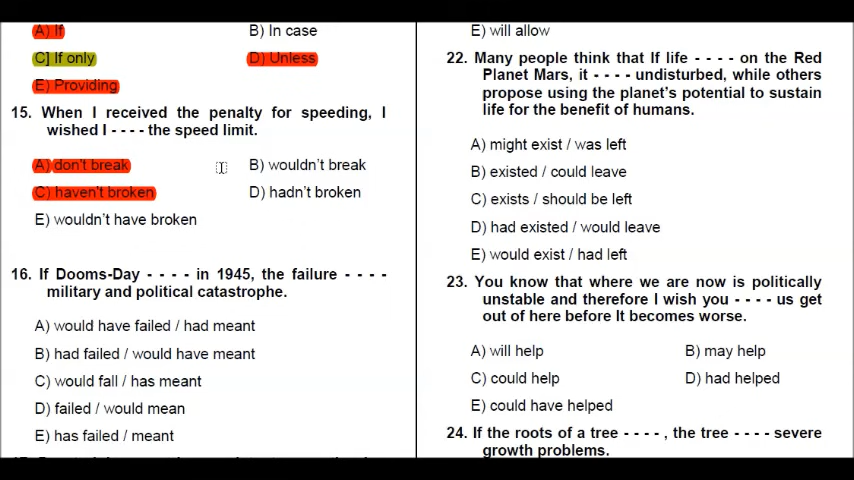 A) If
B) In case
C] If only
D) Unless
E) Providing
15. When I received the penalty for speeding, I
wished I - - - - the speed limit.
A) don't break
B) wouldn't break
C) haven't broken
D) hadn't broken
E) wouldn't have broken
16. If Dooms-Day - - - - in 1945, the failure - - - -
military and political catastrophe.
A) would have failed / had meant
B) had failed / would have meant
C) would fall / has meant
D) failed / would mean
E) has failed / meant
E) will allow
22. Many people think that If life - - - - on the Red
Planet Mars, it - - - - undisturbed, while others
propose using the planet's potential to sustain
life for the benefit of humans.
A) might exist / was left
B) existed / could leave
C) exists / should be left
D) had existed / would leave
E) would exist / had left
23. You know that where we are now is politically
unstable and therefore I wish you - - - - us get
out of here before It becomes worse.
A) will help
B) may help
C) could help
D) had helped
E) could have helped
24. If the roots of a tree - - - - , the tree - - - - severe
growth problems.